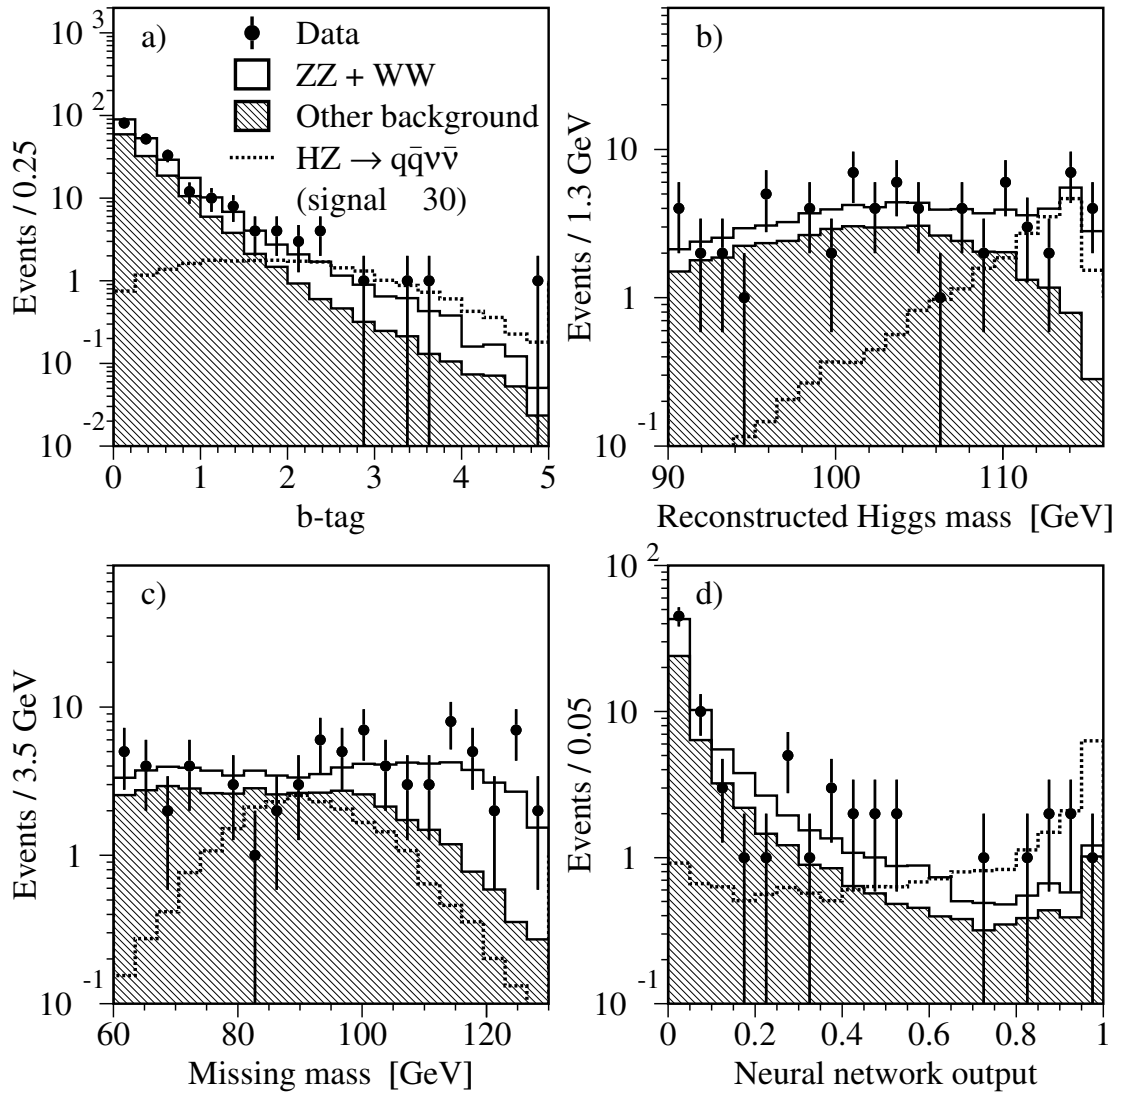 a)
Data
ZZ + WW
Other background
HZ → qq̄νν̄
(signal 30)
Events / 0.25
10 3
10 2
10
1
10 -1
10 -2
0 1 2 3 4 5
b-tag
b)
Events / 1.3 GeV
10
1
10 -1
90 100 110
Reconstructed Higgs mass [GeV]
c)
Events / 3.5 GeV
10
1
10 -1
60 80 100 120
Missing mass [GeV]
d)
Events / 0.05
10 2
10
1
10 -1
0 0.2 0.4 0.6 0.8 1
Neural network output